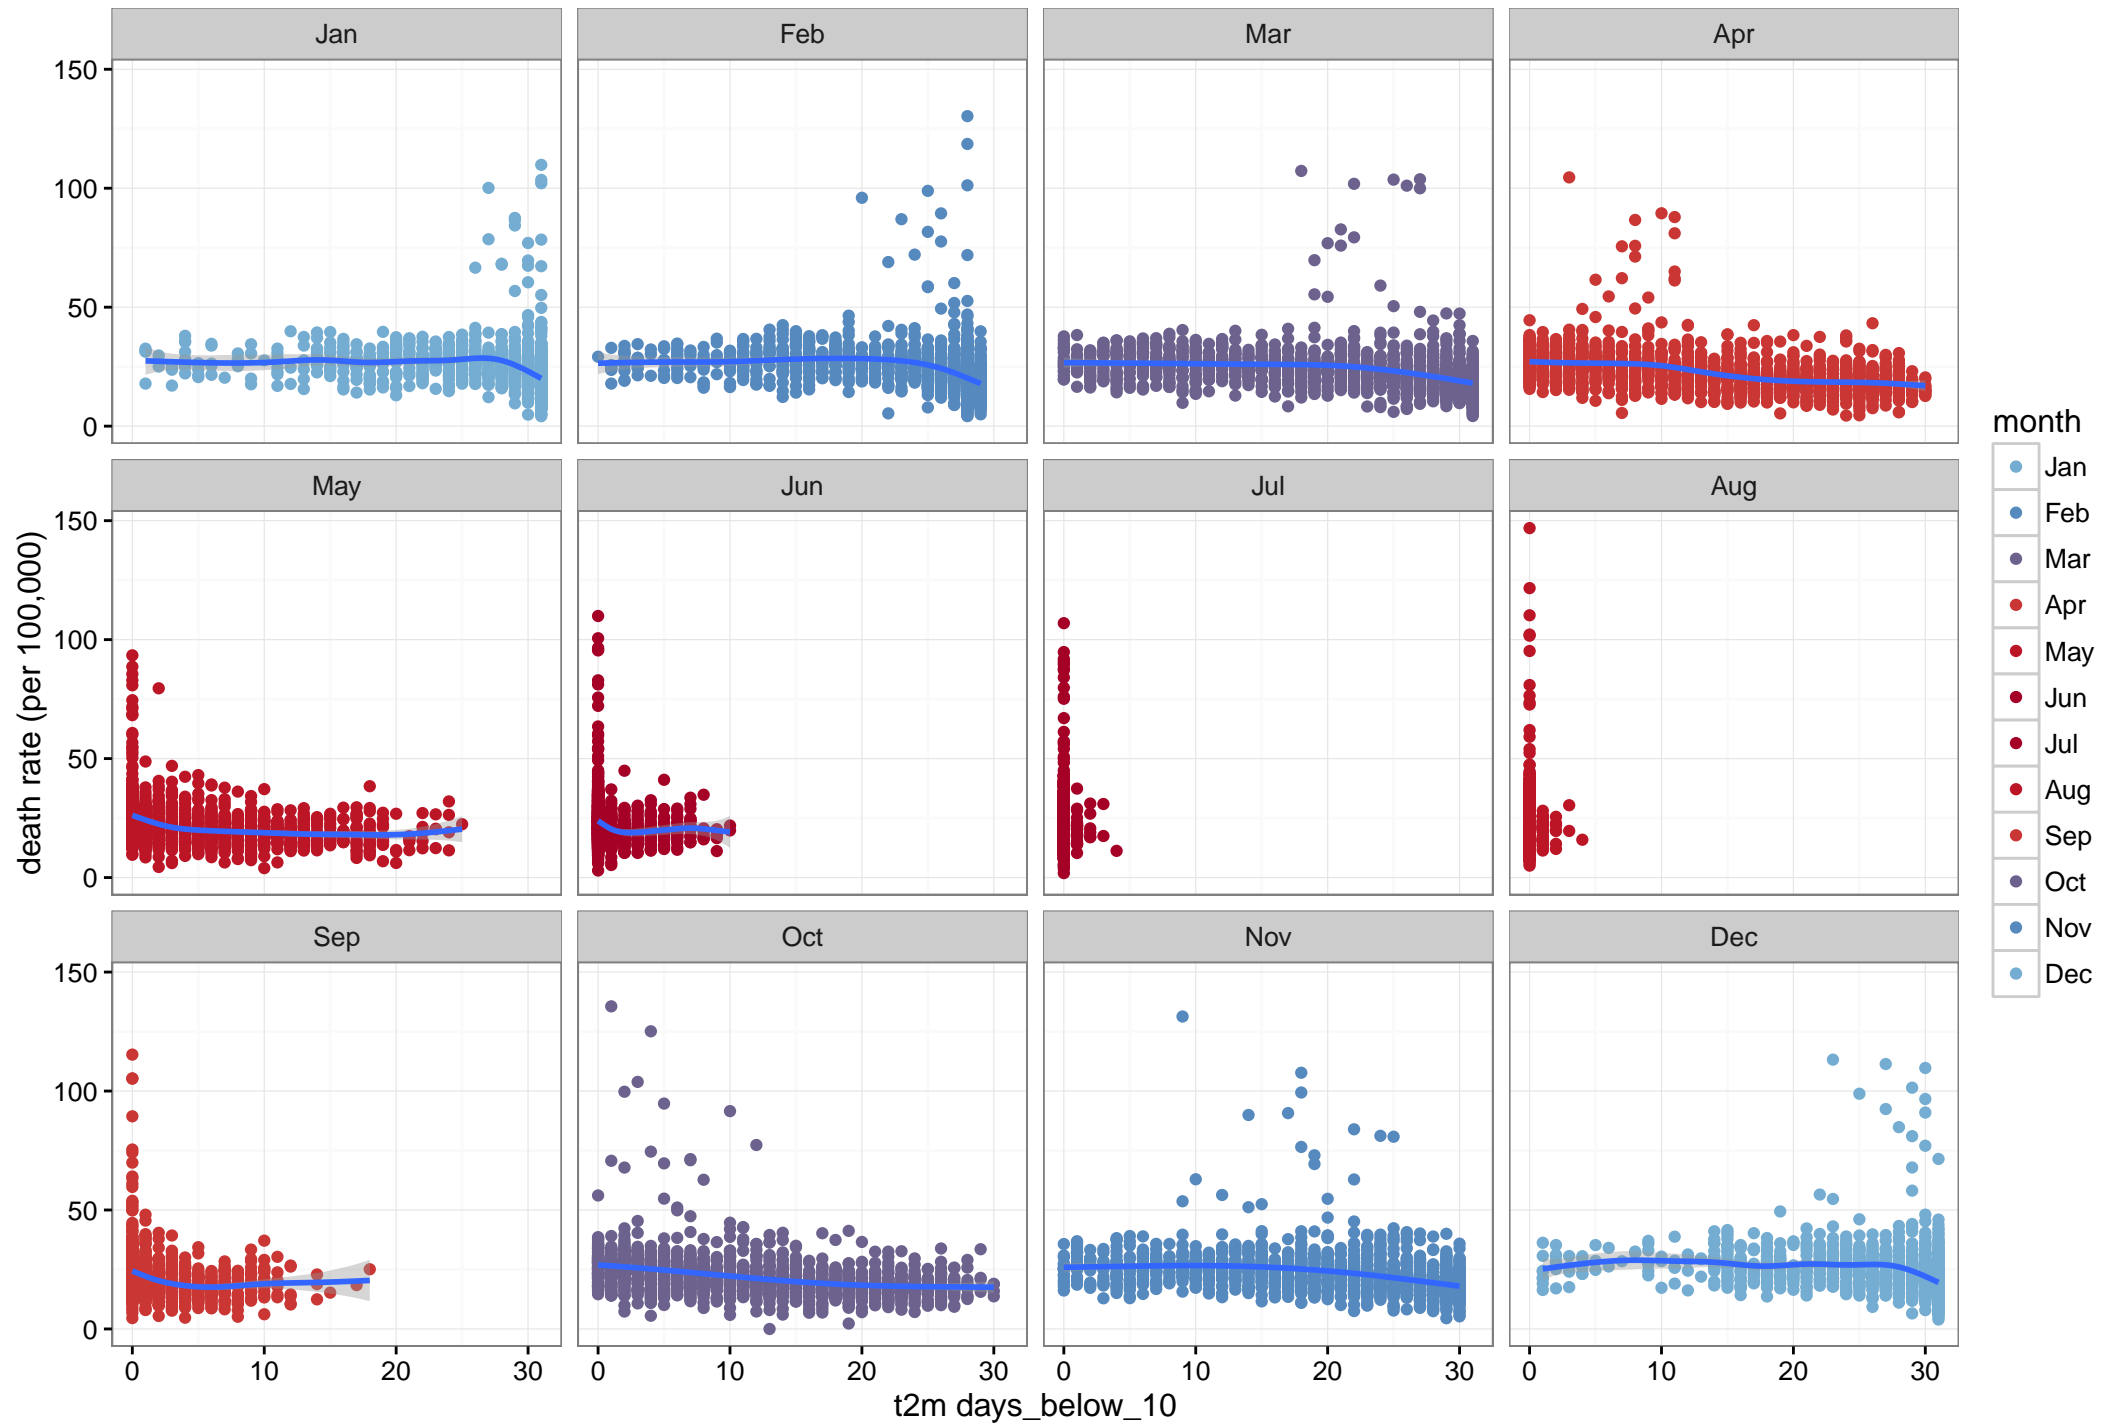 Jan Feb Mar Apr
150
100
50
0
month
Jan
Feb
Mar
Apr
May
Jun
Jul
Aug
Sep
Oct
Nov
Dec
May Jun Jul Aug
150
100
50
0
death rate (per 100,000)
Sep Oct Nov Dec
150
100
50
0
0 10 20 30 0 10 20 30 0 10 20 30 0 10 20 30
t2m days_below_10